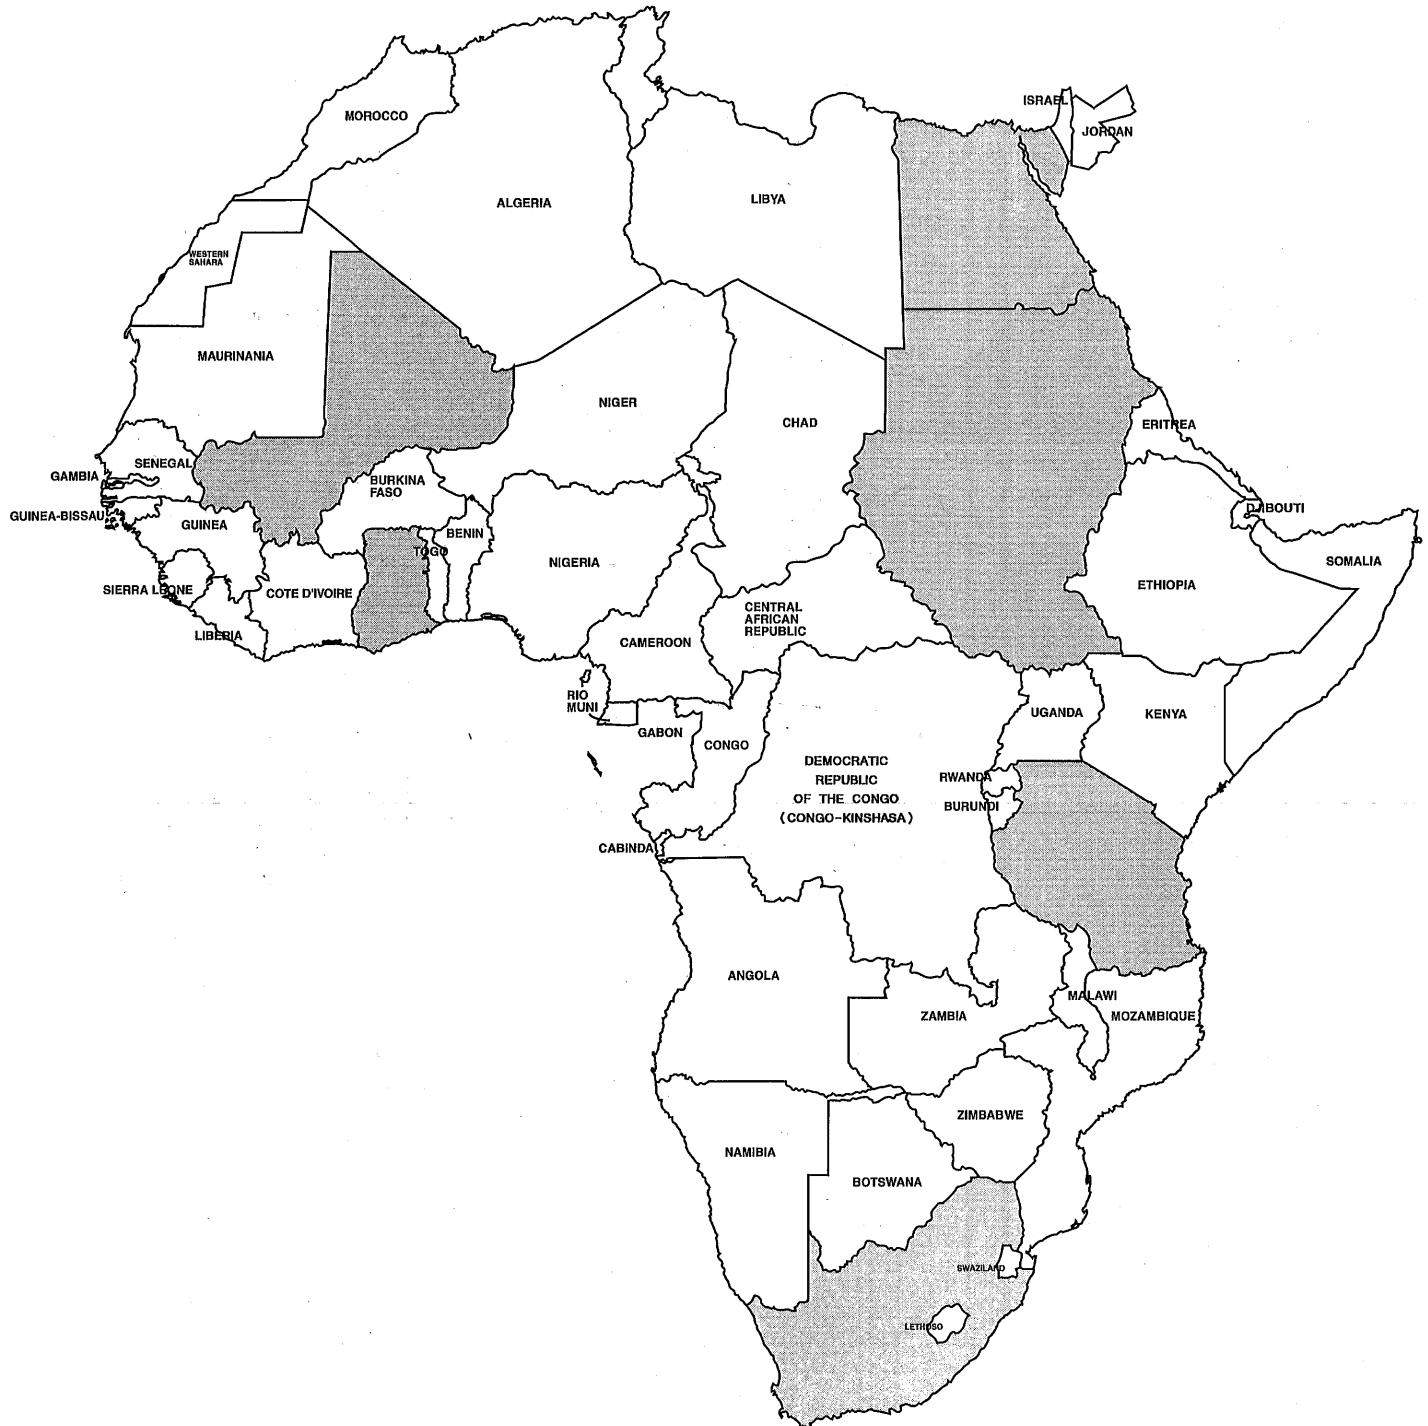 ISRAEL
MOROCCO
JORDAN
ALGERIA
LIBYA
WESTERN
SAHARA
MAURINANIA
NIGER
CHAD
ERITREA
SENEGAL
GAMBIA
BURKINA
FASO
DJIBOUTI
GUINEA-BISSAU
GUINEA
BENIN
TOGO
NIGERIA
SOMALIA
ETHIOPIA
SIERRA LEONE
COTE D'IVOIRE
CENTRAL
AFRICAN
REPUBLIC
LIBERIA
CAMEROON
RIO
MUNI
UGANDA
KENYA
GABON
CONGO
DEMOCRATIC
REPUBLIC
OF THE CONGO
(CONGO-KINSHASA)
RWANDA
BURUNDI
CABINDA
ANGOLA
MALAWI
ZAMBIA
MOZAMBIQUE
ZIMBABWE
NAMIBIA
BOTSWANA
SWAZILAND
LETHOSO